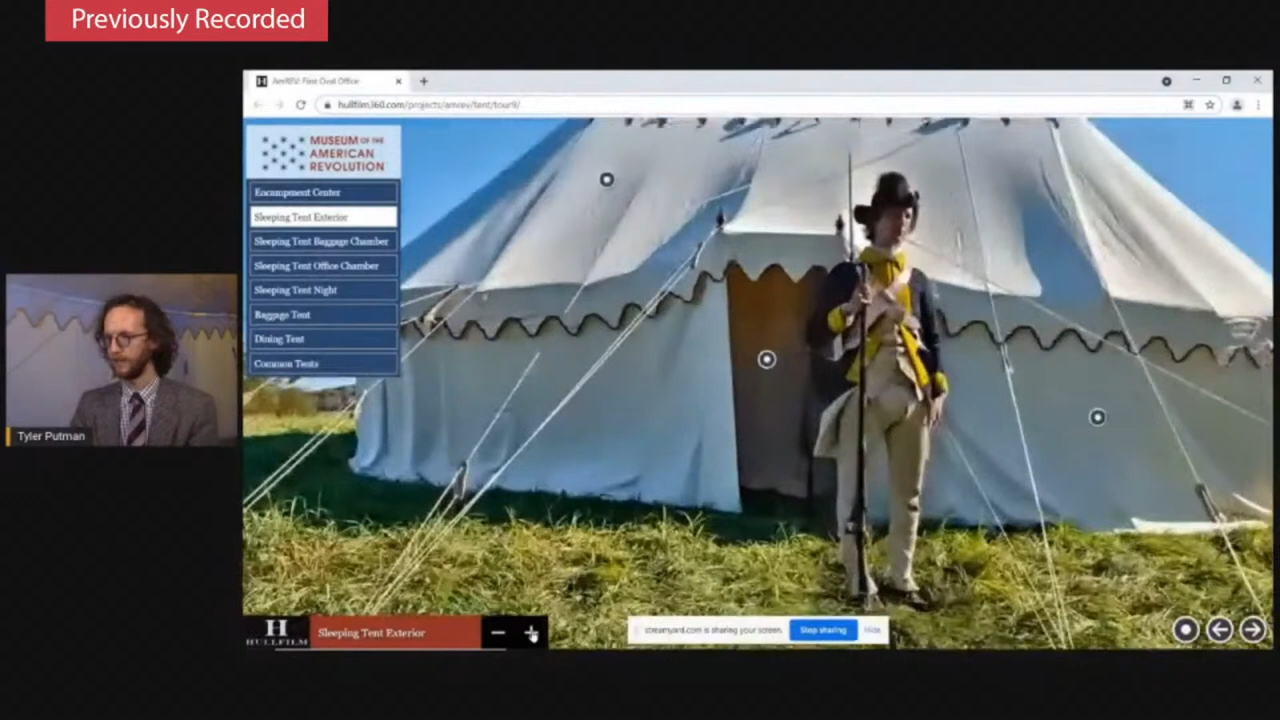 Previously Recorded
AmREV: First Oval Office
hullfilm360.com/projects/amrev/tent/tour9/
MUSEUM OF THE
AMERICAN
REVOLUTION
Encampment Center
Sleeping Tent Exterior
Sleeping Tent Baggage Chamber
Sleeping Tent Office Chamber
Sleeping Tent Night
Baggage Tent
Dining Tent
Common Tents
Tyler Putman
H
HULLFILM
Sleeping Tent Exterior
streamyard.com is sharing your screen.
Stop sharing
Hide